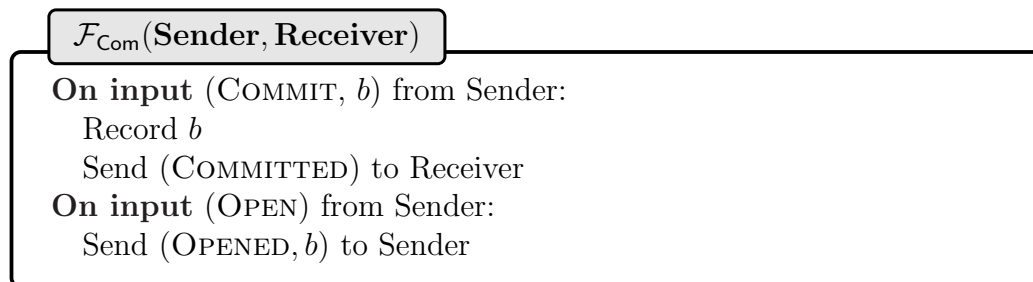 F_Com(Sender, Receiver)
On input (COMMIT, b) from Sender:
Record b
Send (COMMITTED) to Receiver
On input (OPEN) from Sender:
Send (OPENED, b) to Sender